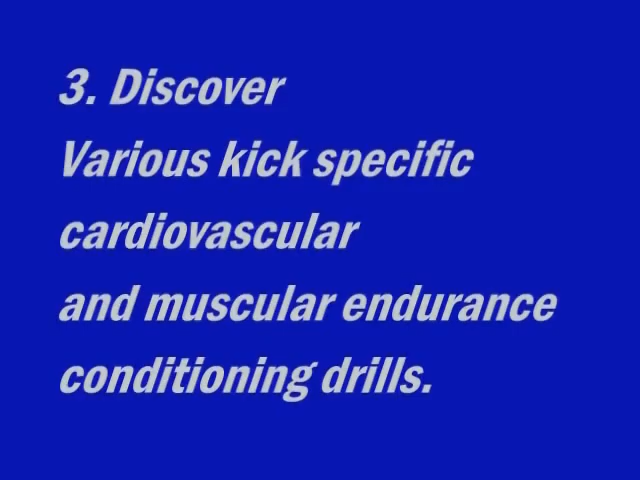 3. Discover
Various kick specific
cardiovascular
and muscular endurance
conditioning drills.